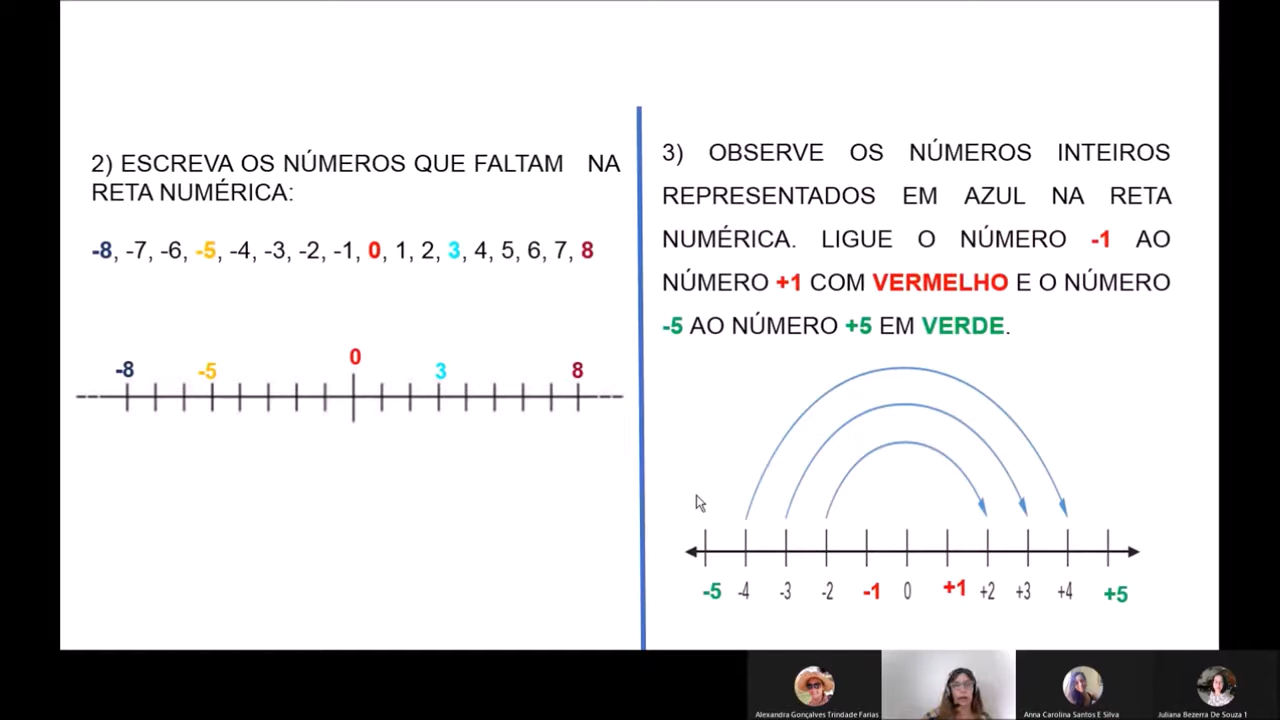 2) ESCREVA OS NÚMEROS QUE FALTAM NA
RETA NUMÉRICA:
-8, -7, -6, -5, -4, -3, -2, -1, 0, 1, 2, 3, 4, 5, 6, 7, 8
-8 -5 0 3 8
3) OBSERVE OS NÚMEROS INTEIROS
REPRESENTADOS EM AZUL NA RETA
NUMÉRICA. LIGUE O NÚMERO -1 AO
NÚMERO +1 COM VERMELHO E O NÚMERO
-5 AO NÚMERO +5 EM VERDE.
-5 -4 -3 -2 -1 0 +1 +2 +3 +4 +5
Alexandra Gonçalves Trindade Farias
Anna Carolina Santos E Silva
Juliana Bezerra De Souza 1